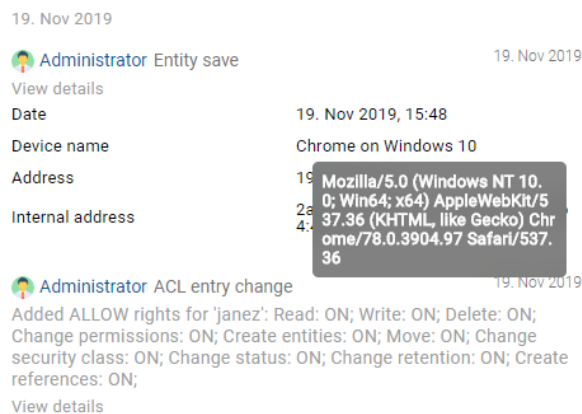 19. Nov 2019
Administrator Entity save 19. Nov 2019
View details
Date 19. Nov 2019, 15:48
Device name Chrome on Windows 10
Address 19
Internal address 2a
4:
Mozilla/5.0 (Windows NT 10.
0; Win64; x64) AppleWebKit/5
37.36 (KHTML, like Gecko) Chr
ome/78.0.3904.97 Safari/537.
36
Administrator ACL entry change 19. Nov 2019
Added ALLOW rights for 'janez': Read: ON; Write: ON; Delete: ON;
Change permissions: ON; Create entities: ON; Move: ON; Change
security class: ON; Change status: ON; Change retention: ON; Create
references: ON;
View details